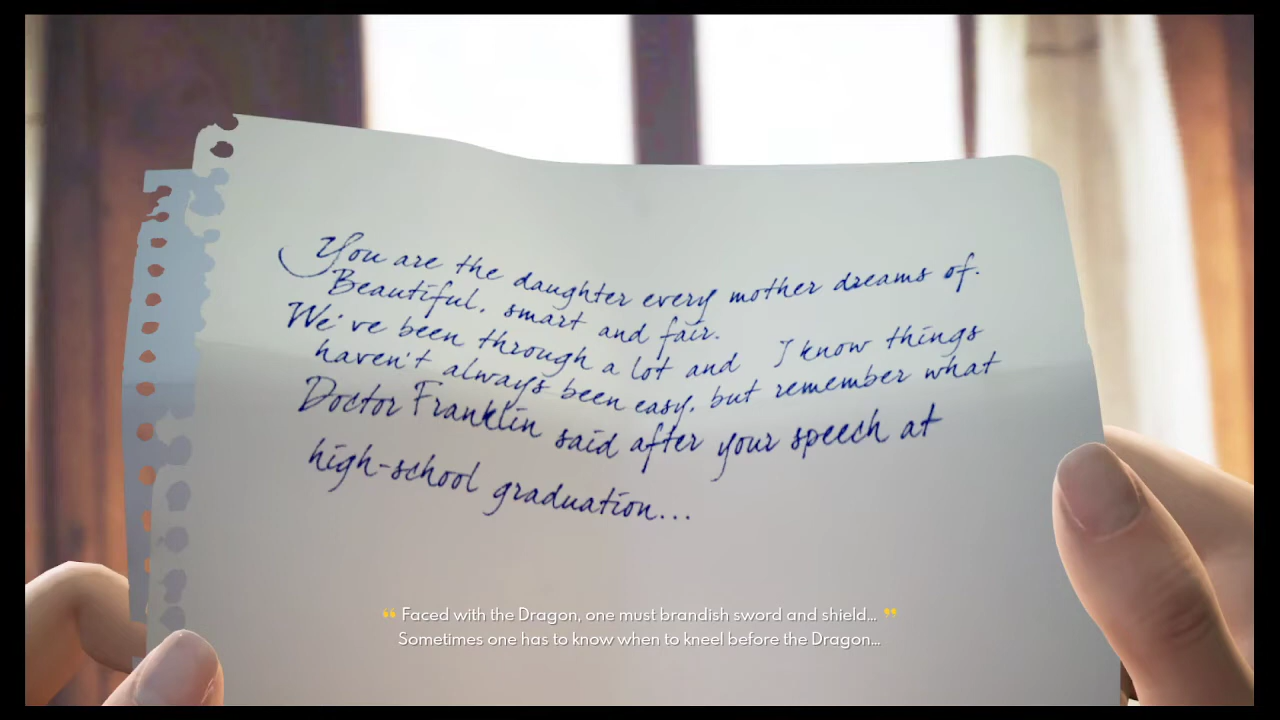 You are the daughter every mother dreams of.
Beautiful, smart and fair.
We've been through a lot and I know things
haven't always been easy, but remember what
Doctor Franklin said after your speech at
high-school graduation...
“ Faced with the Dragon, one must brandish sword and shield... ”
Sometimes one has to know when to kneel before the Dragon...